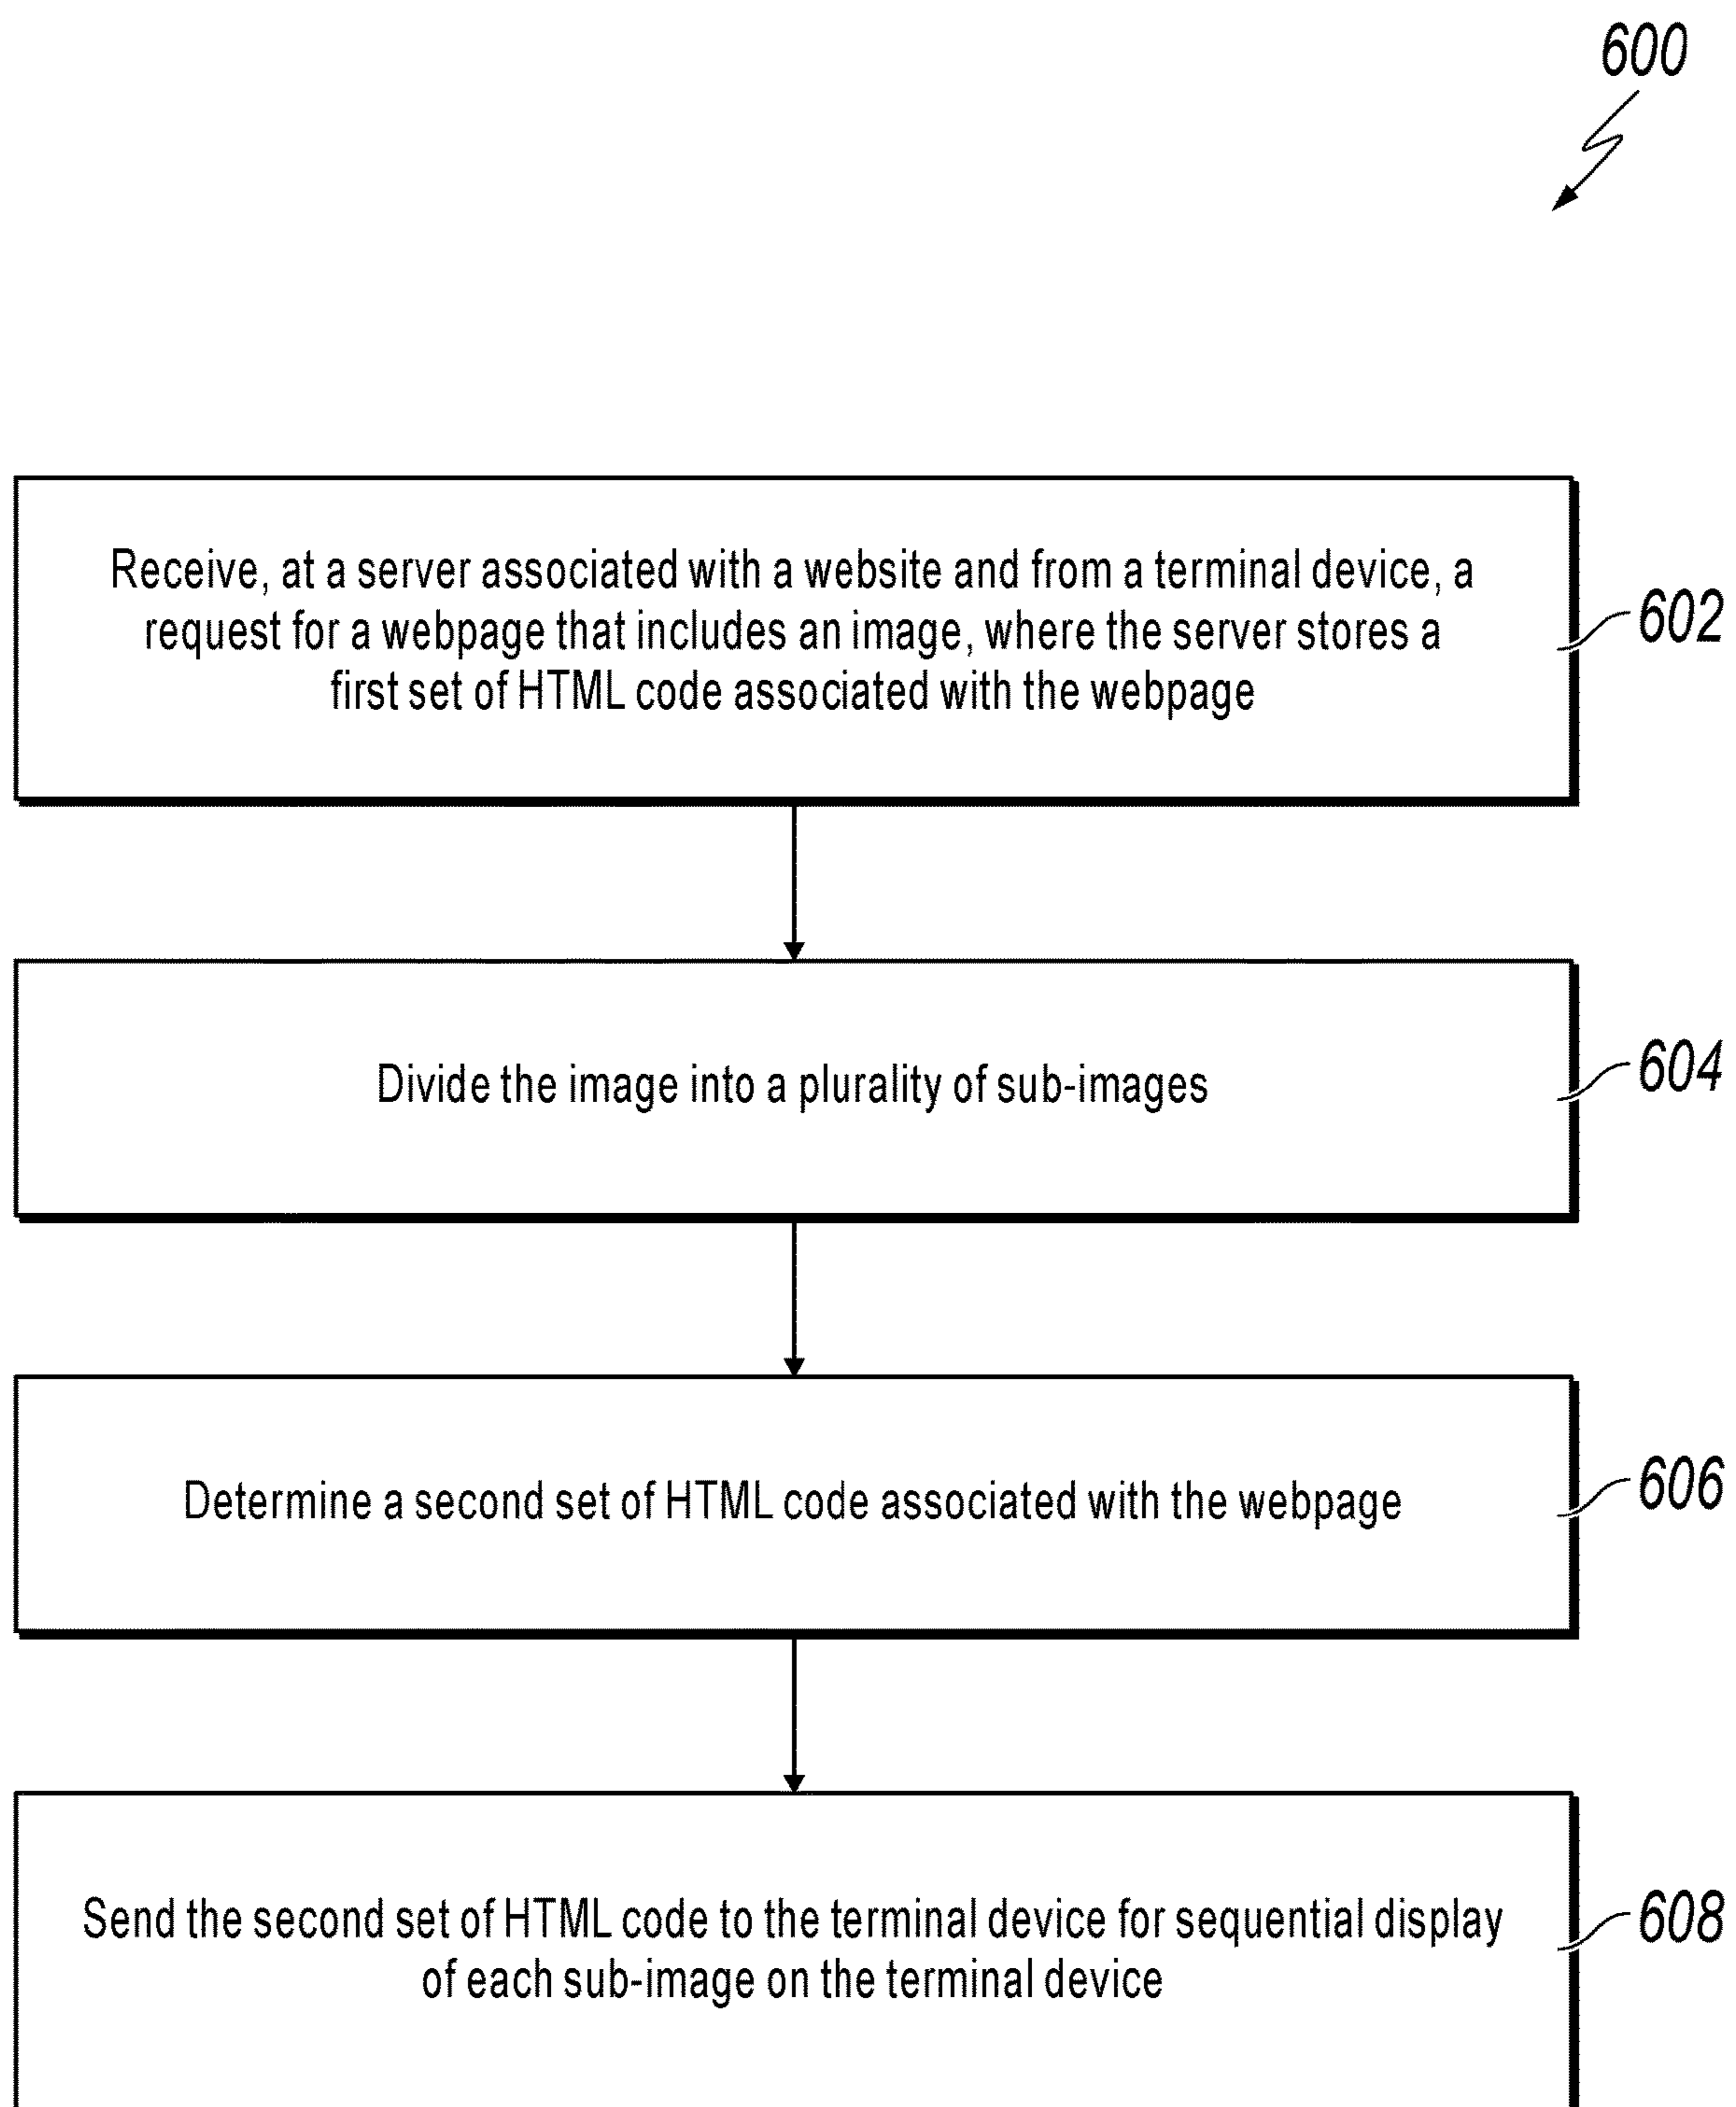 600
Receive, at a server associated with a website and from a terminal device, a
request for a webpage that includes an image, where the server stores a
first set of HTML code associated with the webpage
602
Divide the image into a plurality of sub-images
604
Determine a second set of HTML code associated with the webpage
606
Send the second set of HTML code to the terminal device for sequential display
of each sub-image on the terminal device
608